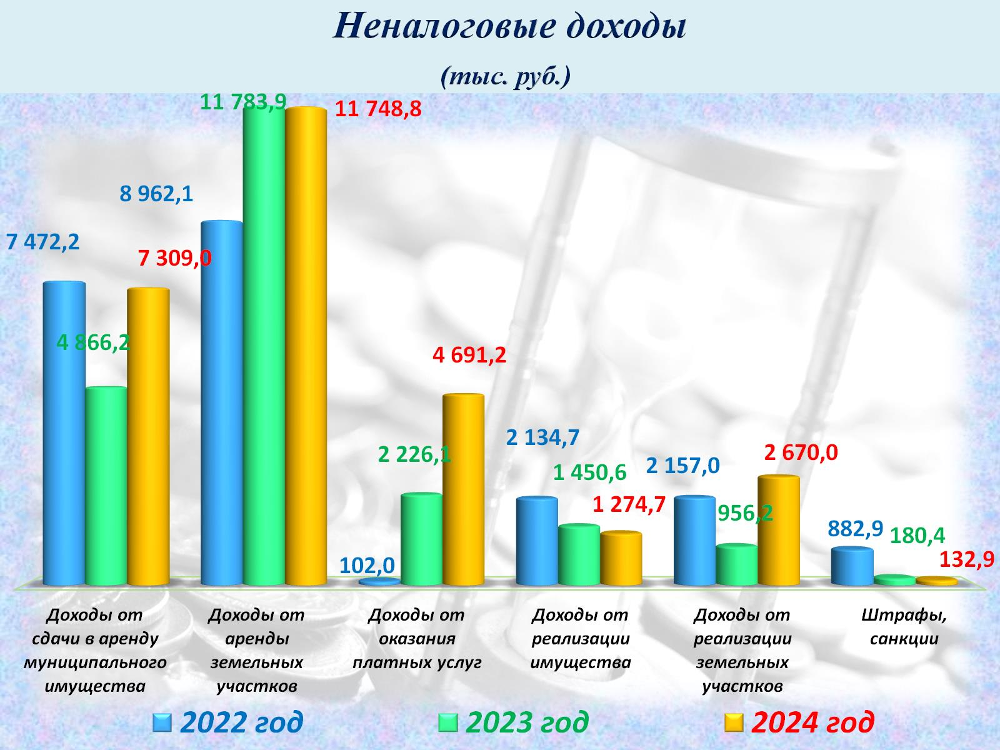 Неналоговые доходы
(тыс. руб.)
11 783,9
11 748,8
8 962,1
7 472,2
7 309,0
4 866,2
4 691,2
2 134,7
2 226,1
2 670,0
1 450,6
2 157,0
1 274,7
956,2
882,9
180,4
132,9
102,0
Доходы от
сдачи в аренду
муниципального
имущества
Доходы от
аренды
земельных
участков
Доходы от
оказания
платных услуг
Доходы от
реализации
имущества
Доходы от
реализации
земельных
участков
Штрафы,
санкции
2022 год
2023 год
2024 год